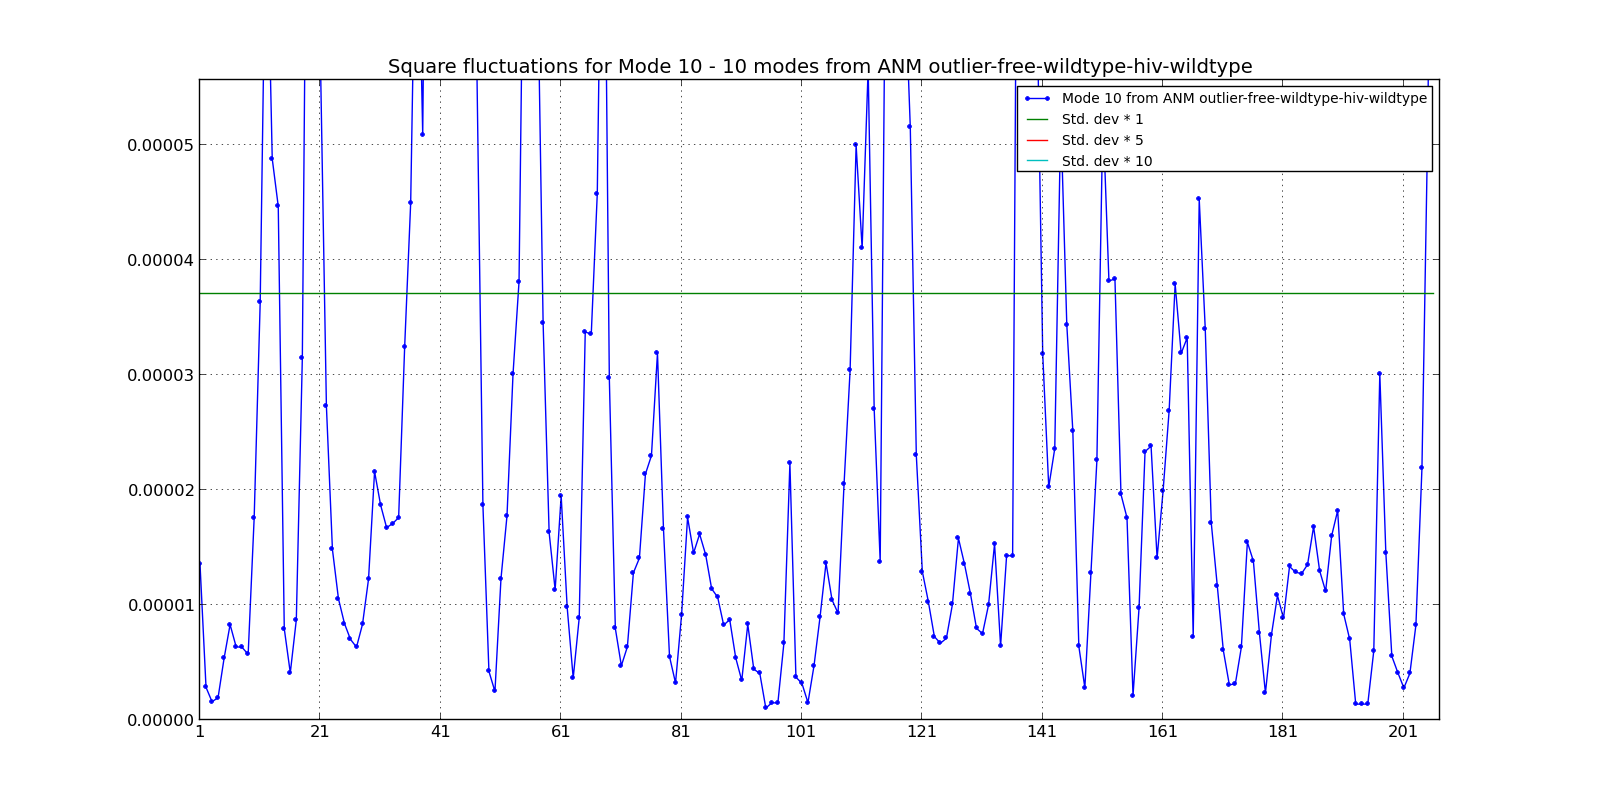 Square fluctuations for Mode 10 - 10 modes from ANM outlier-free-wildtype-hiv-wildtype
Mode 10 from ANM outlier-free-wildtype-hiv-wildtype
Std. dev * 1
Std. dev * 5
Std. dev * 10
0.00005
0.00004
0.00003
0.00002
0.00001
0.00000
1 21 41 61 81 101 121 141 161 181 201